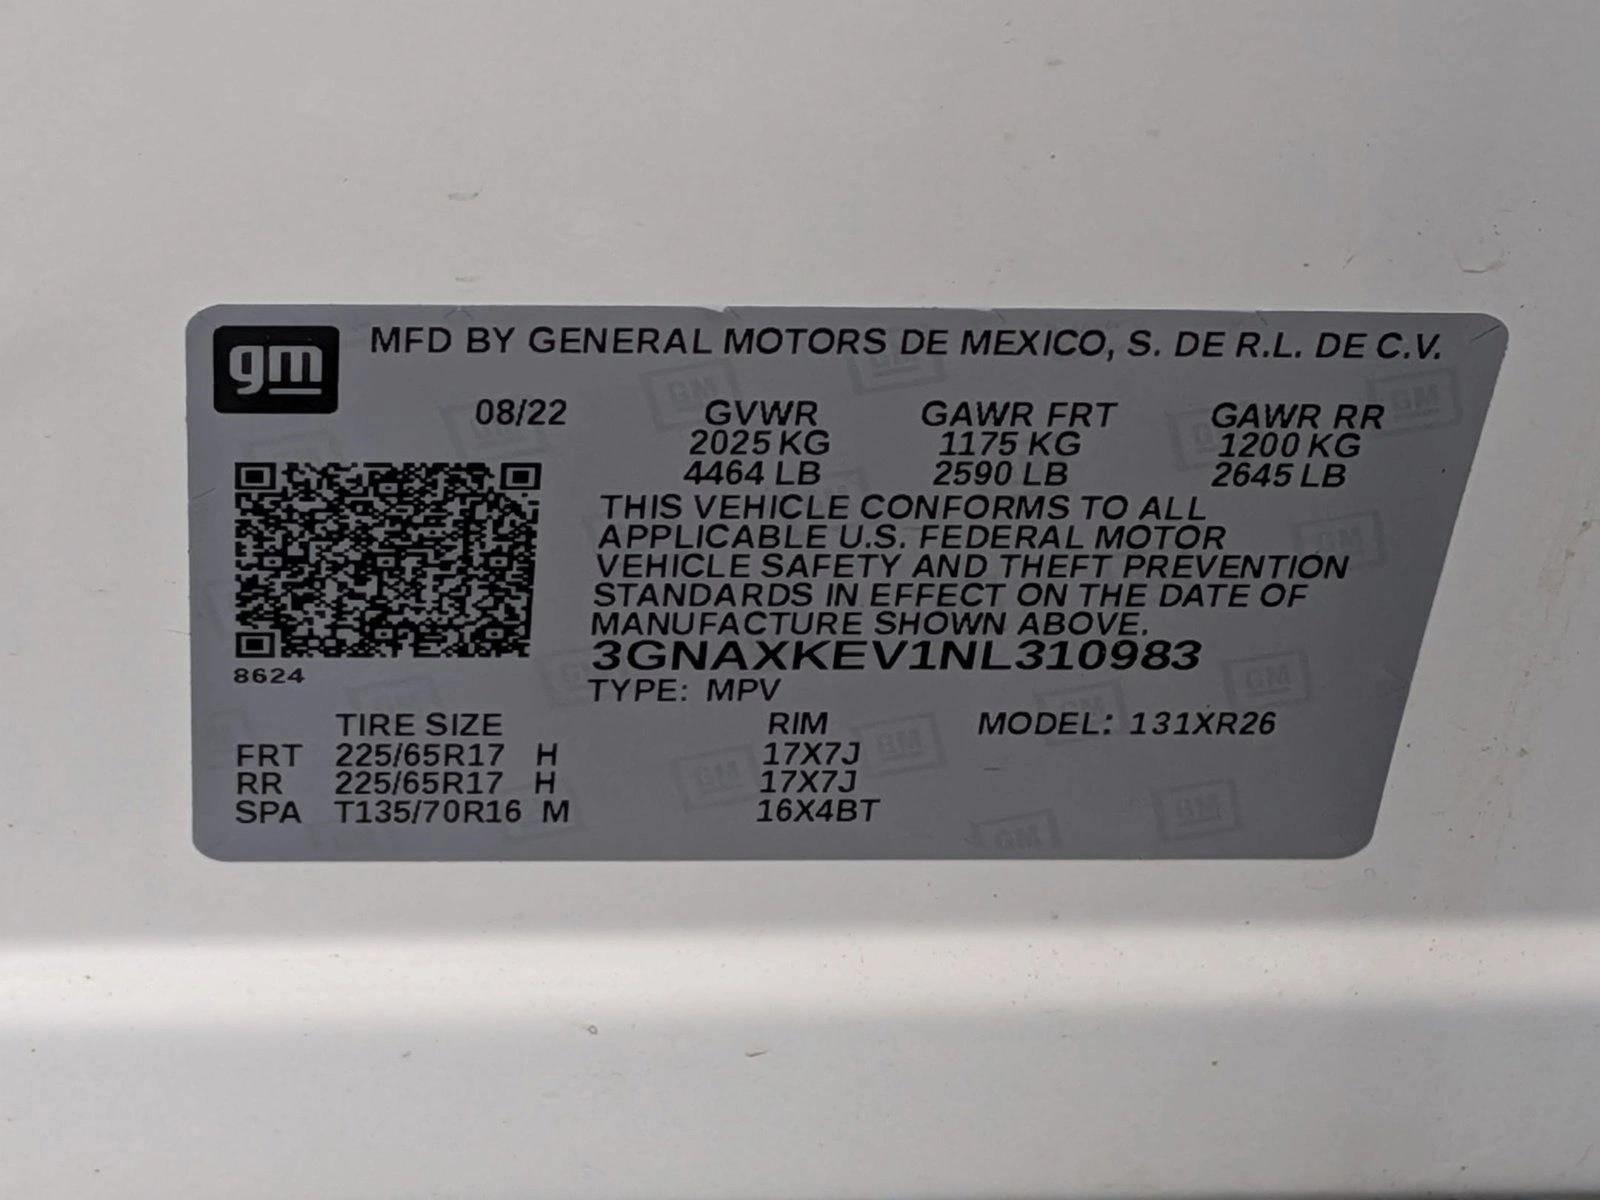 gm MFD BY GENERAL MOTORS DE MEXICO, S. DE R.L. DE C.V.
08/22 GVWR GAWR FRT GAWR RR
2025 KG 1175 KG 1200 KG
4464 LB 2590 LB 2645 LB
THIS VEHICLE CONFORMS TO ALL
APPLICABLE U.S. FEDERAL MOTOR
VEHICLE SAFETY AND THEFT PREVENTION
STANDARDS IN EFFECT ON THE DATE OF
MANUFACTURE SHOWN ABOVE.
3GNAXKEV1NL310983
8624
TYPE: MPV
TIRE SIZE RIM MODEL: 131XR26
FRT 225/65R17 H 17X7J
RR 225/65R17 H 17X7J
SPA T135/70R16 M 16X4BT